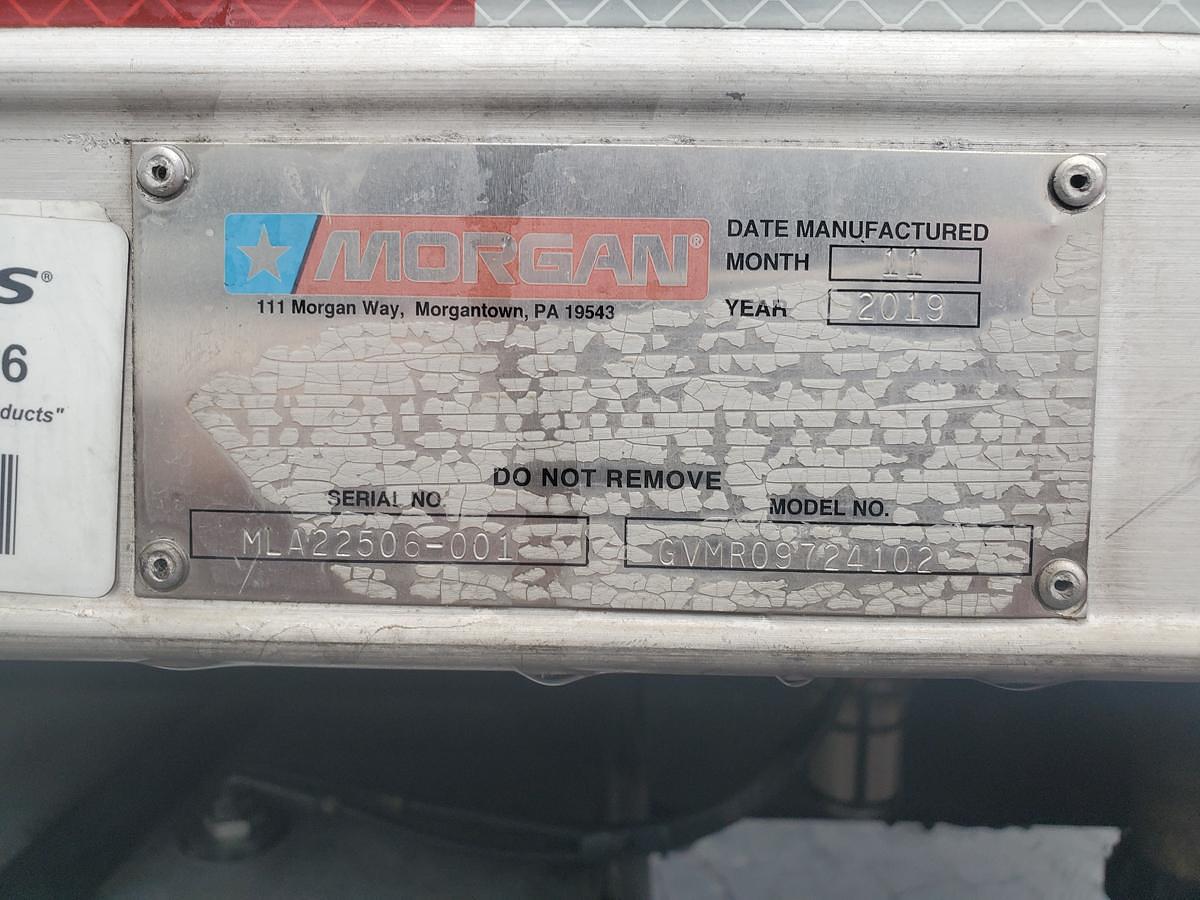 MORGAN®
111 Morgan Way, Morgantown, PA 19543
DATE MANUFACTURED
MONTH 11
YEAR 2019
DO NOT REMOVE
SERIAL NO.
MLA22506-001
MODEL NO.
GVMR09724102
S®
6
ducts"